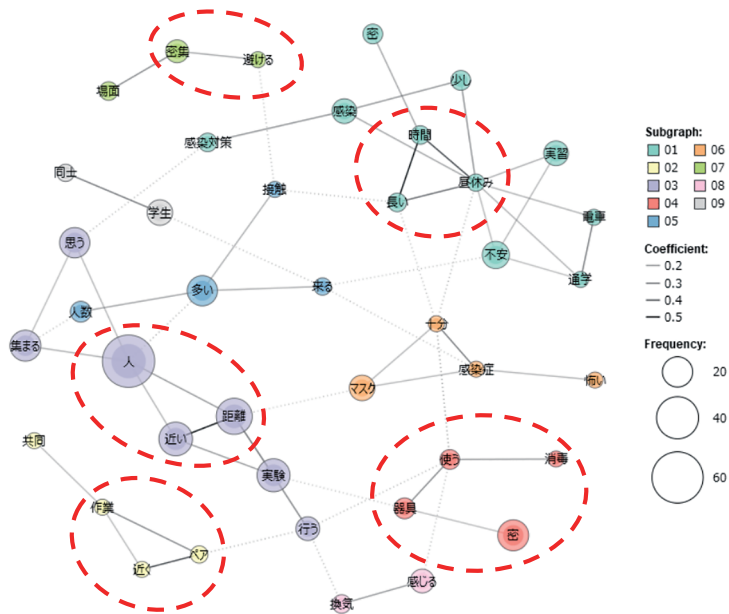 密
密集
避ける
場面
少し
感染
時間
感染対策
実習
同士
接触
昼休み
学生
長い
電車
思う
不安
多い
来る
通学
人数
集まる
十分
人
感染症
マスク
怖い
距離
近い
共同
使う
消毒
実験
作業
器具
行う
密
ペア
近く
感じる
換気
Subgraph:
01 06
02 07
03 08
04 09
05
Coefficient:
0.2
0.3
0.4
0.5
Frequency:
20
40
60